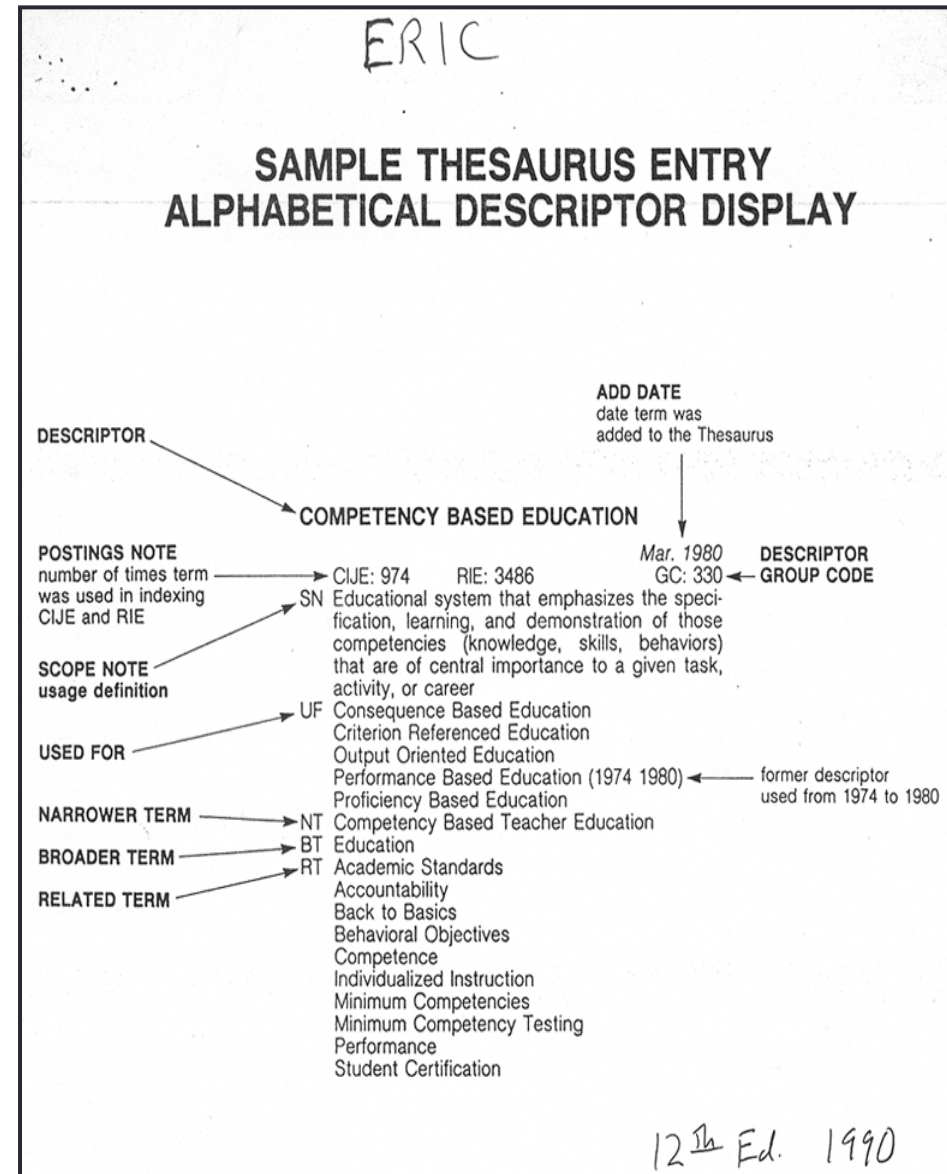 ERIC
SAMPLE THESAURUS ENTRY
ALPHABETICAL DESCRIPTOR DISPLAY
ADD DATE
date term was
added to the Thesaurus
DESCRIPTOR
COMPETENCY BASED EDUCATION
Mar. 1980
POSTINGS NOTE
number of times term
was used in indexing
CIJE and RIE
CIJE: 974 RIE: 3486 GC: 330
DESCRIPTOR
GROUP CODE
SN Educational system that emphasizes the speci-
fication, learning, and demonstration of those
competencies (knowledge, skills, behaviors)
that are of central importance to a given task,
activity, or career
SCOPE NOTE
usage definition
UF Consequence Based Education
Criterion Referenced Education
Output Oriented Education
Performance Based Education (1974 1980)
Proficiency Based Education
USED FOR
former descriptor
used from 1974 to 1980
NARROWER TERM
NT Competency Based Teacher Education
BROADER TERM
BT Education
RELATED TERM
RT Academic Standards
Accountability
Back to Basics
Behavioral Objectives
Competence
Individualized Instruction
Minimum Competencies
Minimum Competency Testing
Performance
Student Certification
12th Ed. 1990